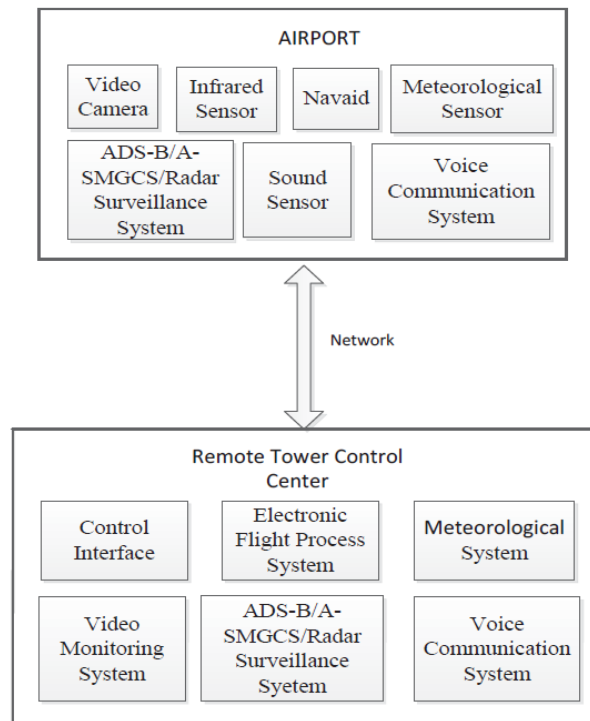 AIRPORT
Video
Camera
Infrared
Sensor
Navaid
Meteorological
Sensor
ADS-B/A-
SMGCS/Radar
Surveillance
System
Sound
Sensor
Voice
Communication
System
Network
Remote Tower Control
Center
Control
Interface
Electronic
Flight Process
System
Meteorological
System
Video
Monitoring
System
ADS-B/A-
SMGCS/Radar
Surveillance
Syetem
Voice
Communication
System